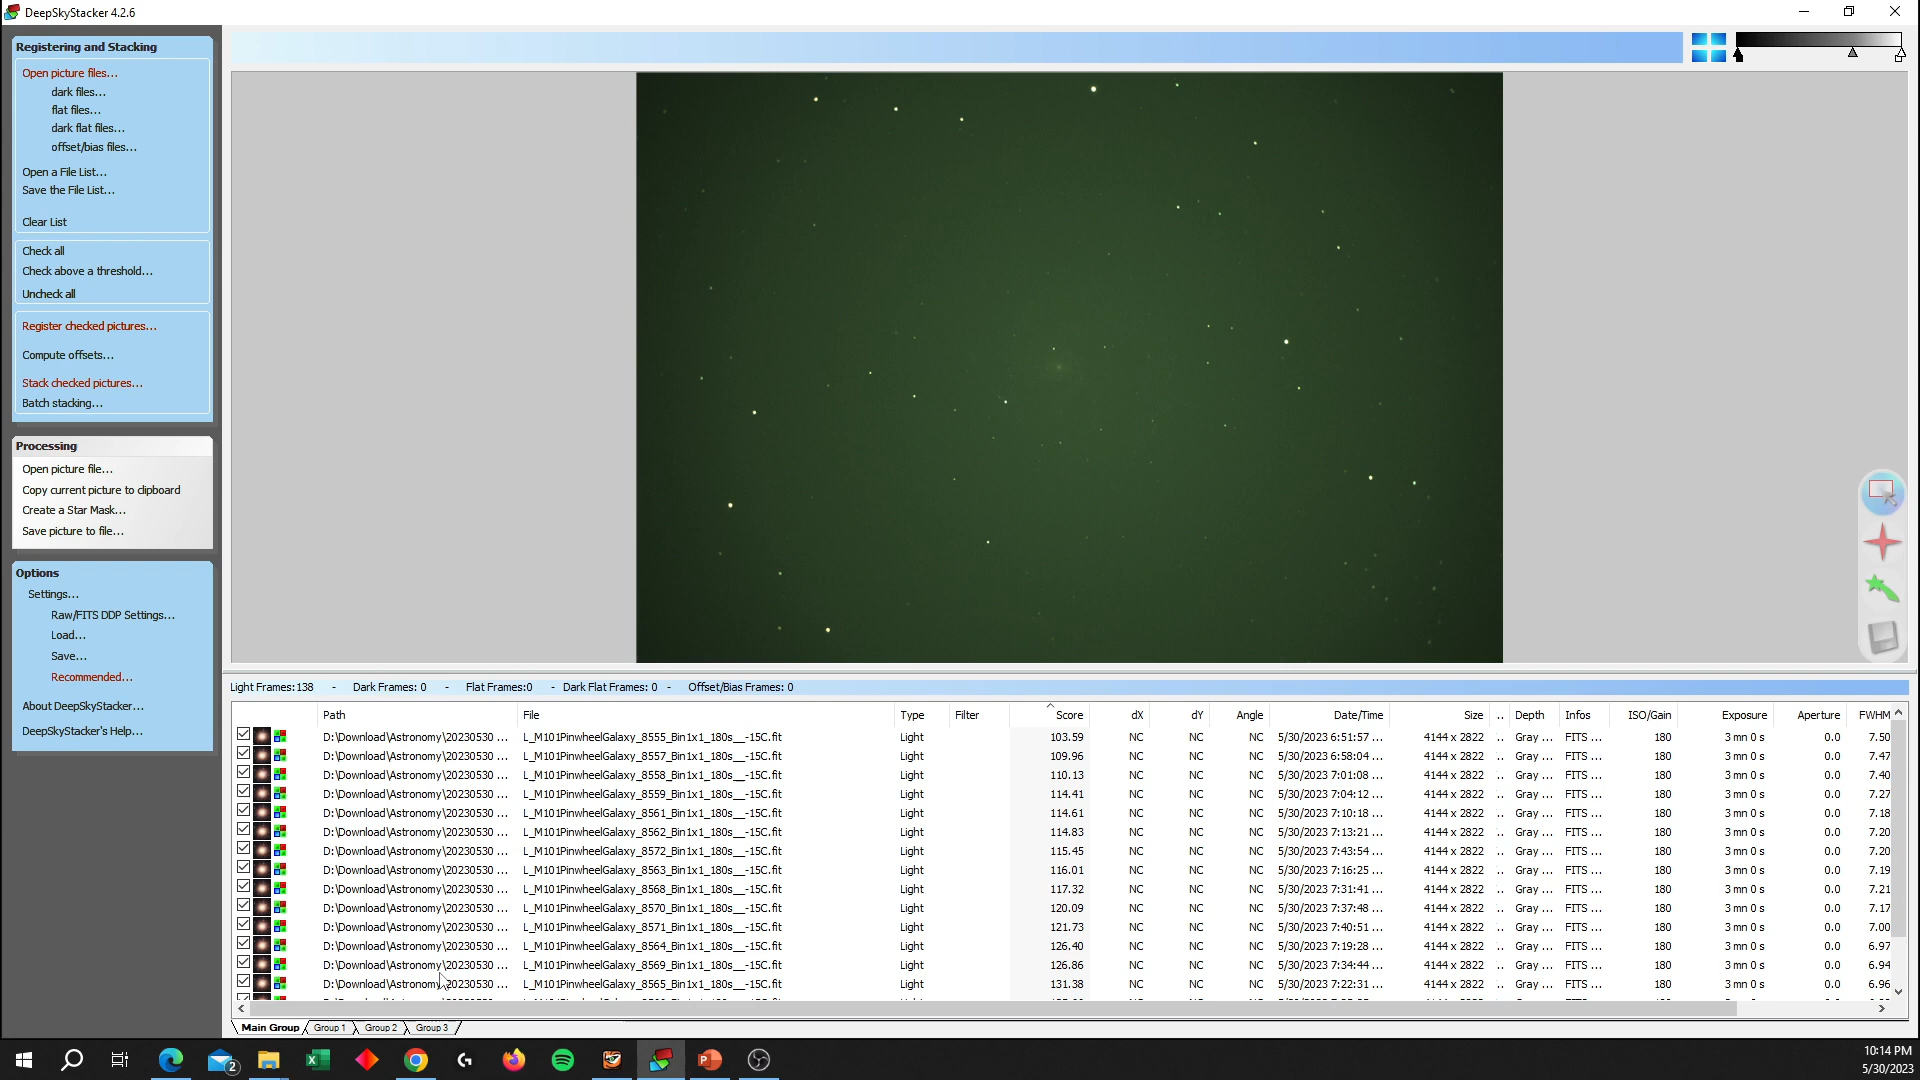 DeepSkyStacker 4.2.6
Registering and Stacking
Open picture files...
dark files...
flat files...
dark flat files...
offset/bias files...
Open a File List...
Save the File List...
Clear List
Check all
Check above a threshold...
Uncheck all
Register checked pictures...
Compute offsets...
Stack checked pictures...
Batch stacking...
Processing
Open picture file...
Copy current picture to clipboard
Create a Star Mask...
Save picture to file...
Options
Settings...
Raw/FITS DDP Settings...
Load...
Save...
Recommended...
About DeepSkyStacker...
DeepSkyStacker's Help...
Light Frames:138 - Dark Frames: 0 - Flat Frames:0 - Dark Flat Frames: 0 - Offset/Bias Frames: 0
Path File Type Filter Score dX dY Angle Date/Time Size .. Depth Infos ISO/Gain Exposure Aperture FWHM
D:\Download\Astronomy\20230530 ... L_M101PinwheelGalaxy_8555_Bin1x1_180s__-15C.fit Light 103.59 NC NC NC 5/30/2023 6:51:57 ... 4144 x 2822 .. Gray ... FITS ... 180 3 mn 0 s 0.0 7.50
D:\Download\Astronomy\20230530 ... L_M101PinwheelGalaxy_8557_Bin1x1_180s__-15C.fit Light 109.96 NC NC NC 5/30/2023 6:58:04 ... 4144 x 2822 .. Gray ... FITS ... 180 3 mn 0 s 0.0 7.47
D:\Download\Astronomy\20230530 ... L_M101PinwheelGalaxy_8558_Bin1x1_180s__-15C.fit Light 110.13 NC NC NC 5/30/2023 7:01:08 ... 4144 x 2822 .. Gray ... FITS ... 180 3 mn 0 s 0.0 7.40
D:\Download\Astronomy\20230530 ... L_M101PinwheelGalaxy_8559_Bin1x1_180s__-15C.fit Light 114.41 NC NC NC 5/30/2023 7:04:12 ... 4144 x 2822 .. Gray ... FITS ... 180 3 mn 0 s 0.0 7.27
D:\Download\Astronomy\20230530 ... L_M101PinwheelGalaxy_8561_Bin1x1_180s__-15C.fit Light 114.61 NC NC NC 5/30/2023 7:10:18 ... 4144 x 2822 .. Gray ... FITS ... 180 3 mn 0 s 0.0 7.18
D:\Download\Astronomy\20230530 ... L_M101PinwheelGalaxy_8562_Bin1x1_180s__-15C.fit Light 114.83 NC NC NC 5/30/2023 7:13:21 ... 4144 x 2822 .. Gray ... FITS ... 180 3 mn 0 s 0.0 7.20
D:\Download\Astronomy\20230530 ... L_M101PinwheelGalaxy_8572_Bin1x1_180s__-15C.fit Light 115.45 NC NC NC 5/30/2023 7:43:54 ... 4144 x 2822 .. Gray ... FITS ... 180 3 mn 0 s 0.0 7.20
D:\Download\Astronomy\20230530 ... L_M101PinwheelGalaxy_8563_Bin1x1_180s__-15C.fit Light 116.01 NC NC NC 5/30/2023 7:16:25 ... 4144 x 2822 .. Gray ... FITS ... 180 3 mn 0 s 0.0 7.19
D:\Download\Astronomy\20230530 ... L_M101PinwheelGalaxy_8568_Bin1x1_180s__-15C.fit Light 117.32 NC NC NC 5/30/2023 7:31:41 ... 4144 x 2822 .. Gray ... FITS ... 180 3 mn 0 s 0.0 7.21
D:\Download\Astronomy\20230530 ... L_M101PinwheelGalaxy_8570_Bin1x1_180s__-15C.fit Light 120.09 NC NC NC 5/30/2023 7:37:48 ... 4144 x 2822 .. Gray ... FITS ... 180 3 mn 0 s 0.0 7.17
D:\Download\Astronomy\20230530 ... L_M101PinwheelGalaxy_8571_Bin1x1_180s__-15C.fit Light 121.73 NC NC NC 5/30/2023 7:40:51 ... 4144 x 2822 .. Gray ... FITS ... 180 3 mn 0 s 0.0 7.00
D:\Download\Astronomy\20230530 ... L_M101PinwheelGalaxy_8564_Bin1x1_180s__-15C.fit Light 126.40 NC NC NC 5/30/2023 7:19:28 ... 4144 x 2822 .. Gray ... FITS ... 180 3 mn 0 s 0.0 6.97
D:\Download\Astronomy\20230530 ... L_M101PinwheelGalaxy_8569_Bin1x1_180s__-15C.fit Light 126.86 NC NC NC 5/30/2023 7:34:44 ... 4144 x 2822 .. Gray ... FITS ... 180 3 mn 0 s 0.0 6.94
D:\Download\Astronomy\20230530 ... L_M101PinwheelGalaxy_8565_Bin1x1_180s__-15C.fit Light 131.38 NC NC NC 5/30/2023 7:22:31 ... 4144 x 2822 .. Gray ... FITS ... 180 3 mn 0 s 0.0 6.96
Main Group Group 1 Group 2 Group 3
2
10:14 PM
5/30/2023